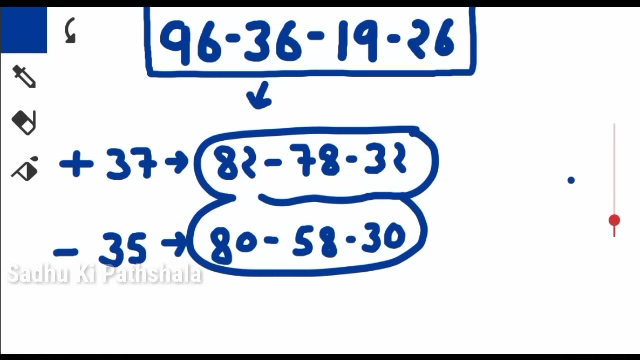 96-36-19-26
+ 37 → 82-78-32
- 35 → 80-58-30
Sadhu Ki Pathshala